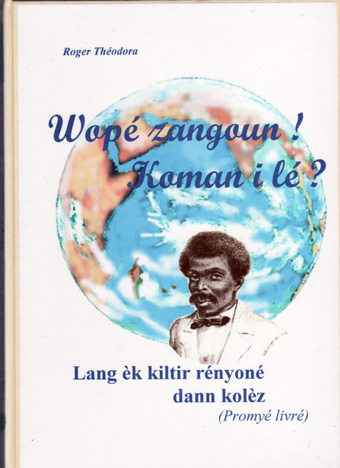 Roger Théodora
Wopé zangoun !
Koman i lé ?
Lang èk kiltir rényoné
dann kolèz
(Promyé livré)